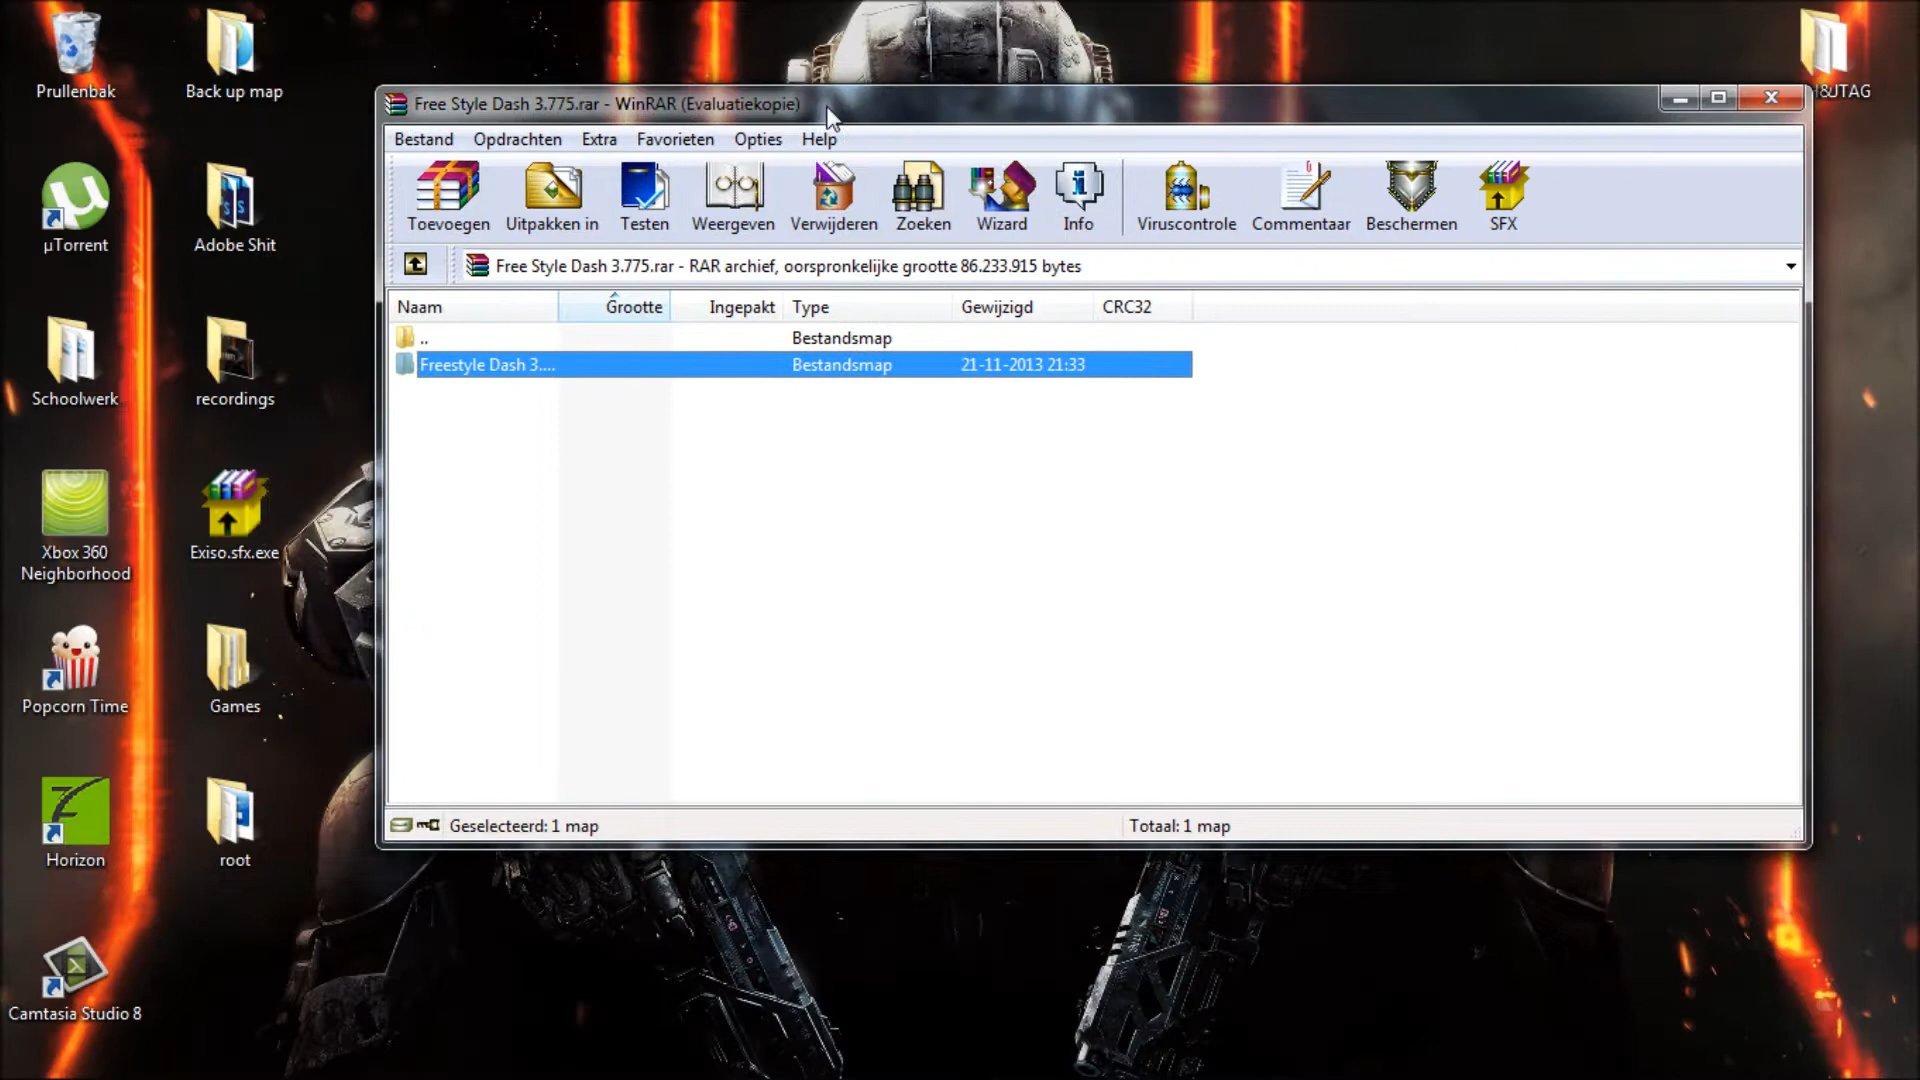 Prullenbak
Back up map
H&JTAG
Free Style Dash 3.775.rar - WinRAR (Evaluatiekopie)
Bestand Opdrachten Extra Favorieten Opties Help
Toevoegen Uitpakken in Testen Weergeven Verwijderen Zoeken Wizard Info Viruscontrole Commentaar Beschermen SFX
µTorrent
Adobe Shit
Free Style Dash 3.775.rar - RAR archief, oorspronkelijke grootte 86.233.915 bytes
Naam Grootte Ingepakt Type Gewijzigd CRC32
.. Bestandsmap
Freestyle Dash 3.... Bestandsmap 21-11-2013 21:33
Schoolwerk
recordings
Xbox 360
Neighborhood
Exiso.sfx.exe
Popcorn Time
Games
Geselecteerd: 1 map Totaal: 1 map
Horizon
root
Camtasia Studio 8